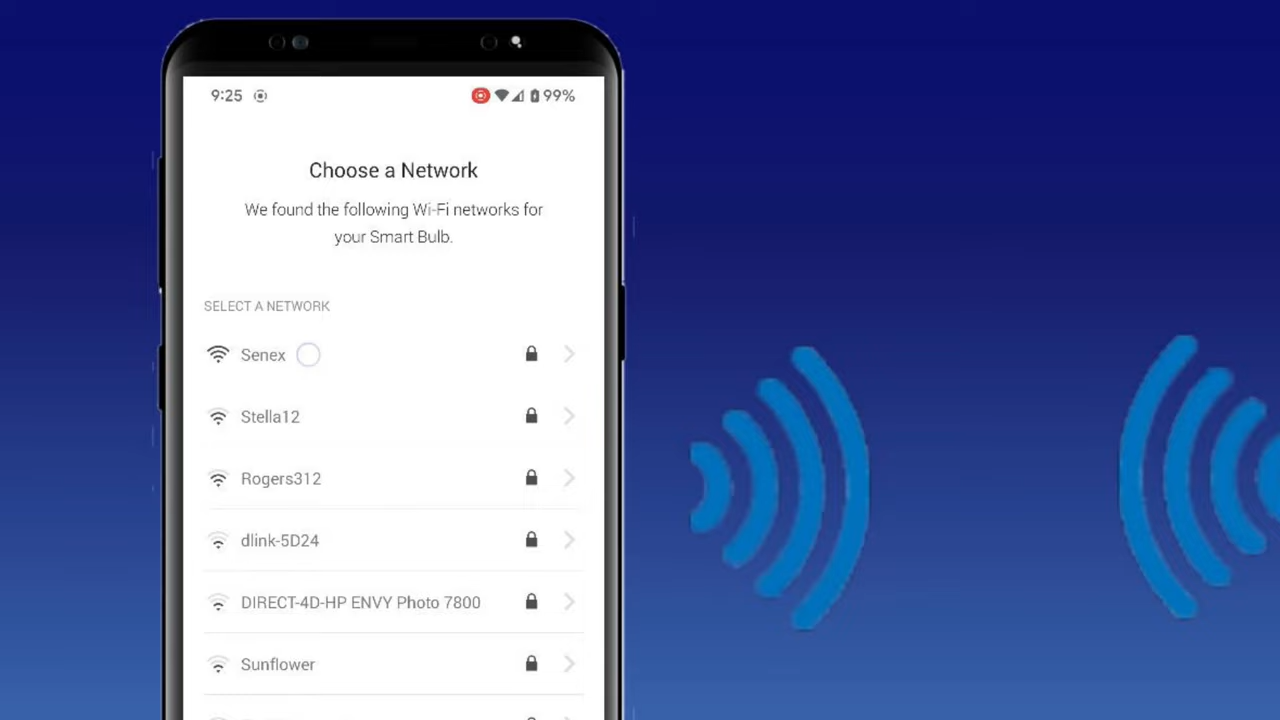 9:25 99%
Choose a Network
We found the following Wi-Fi networks for
your Smart Bulb.
SELECT A NETWORK
Senex
Stella12
Rogers312
dlink-5D24
DIRECT-4D-HP ENVY Photo 7800
Sunflower